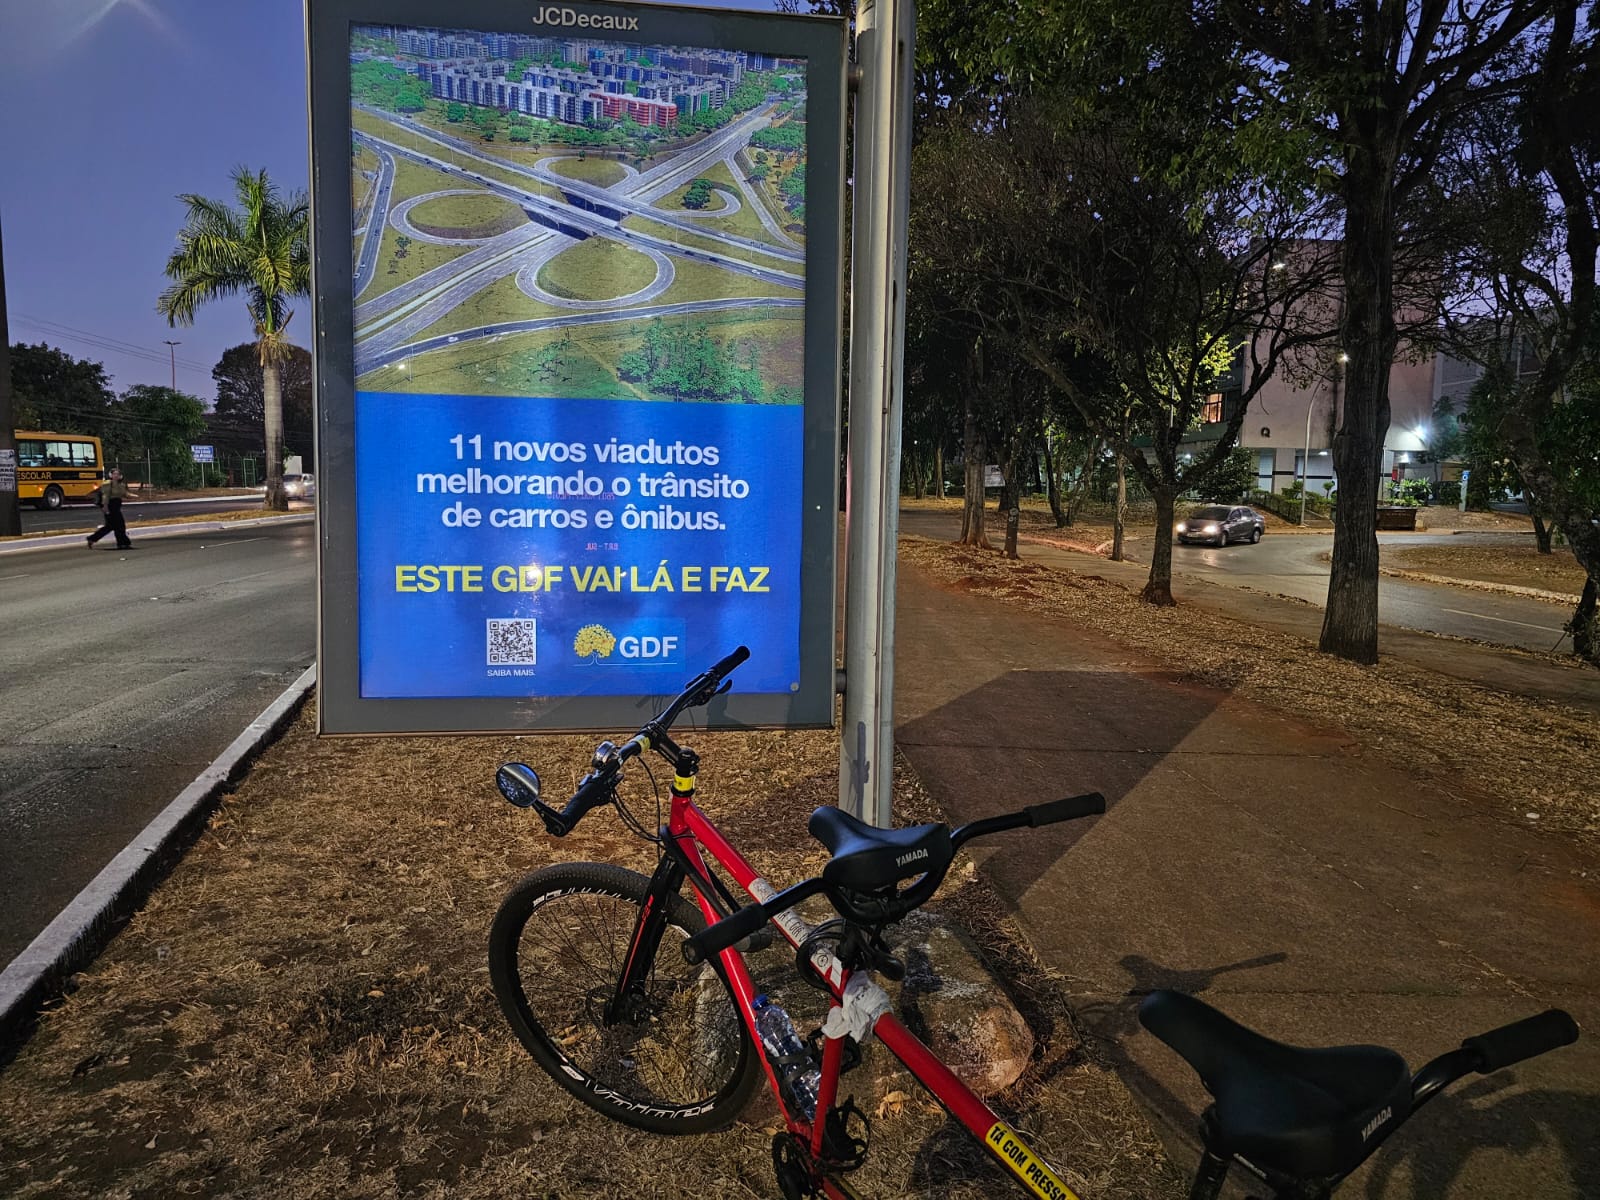 JCDecaux
11 novos viadutos
melhorando o trânsito
de carros e ônibus.
ESTE GDF VAI LÁ E FAZ
SAIBA MAIS.
GDF
ESCOLAR
Q
YAMADA
YAMADA
TÁ COM PRESSA